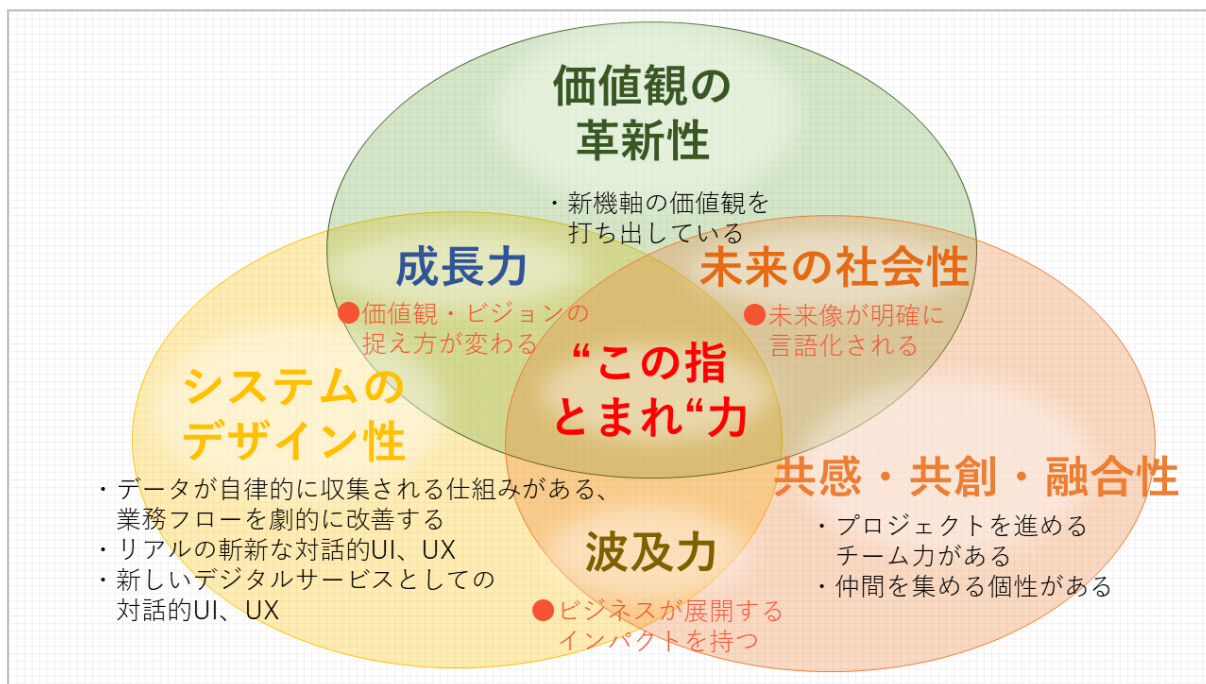 価値観の
革新性
・新機軸の価値観を
打ち出している
成長力
●価値観・ビジョンの
捉え方が変わる
未来の社会性
●未来像が明確に
言語化される
“この指
とまれ“力
システムの
デザイン性
・データが自律的に収集される仕組みがある、
業務フローを劇的に改善する
・リアルの斬新な対話的UI、UX
・新しいデジタルサービスとしての
対話的UI、UX
共感・共創・融合性
・プロジェクトを進める
チーム力がある
・仲間を集める個性がある
波及力
●ビジネスが展開する
インパクトを持つ